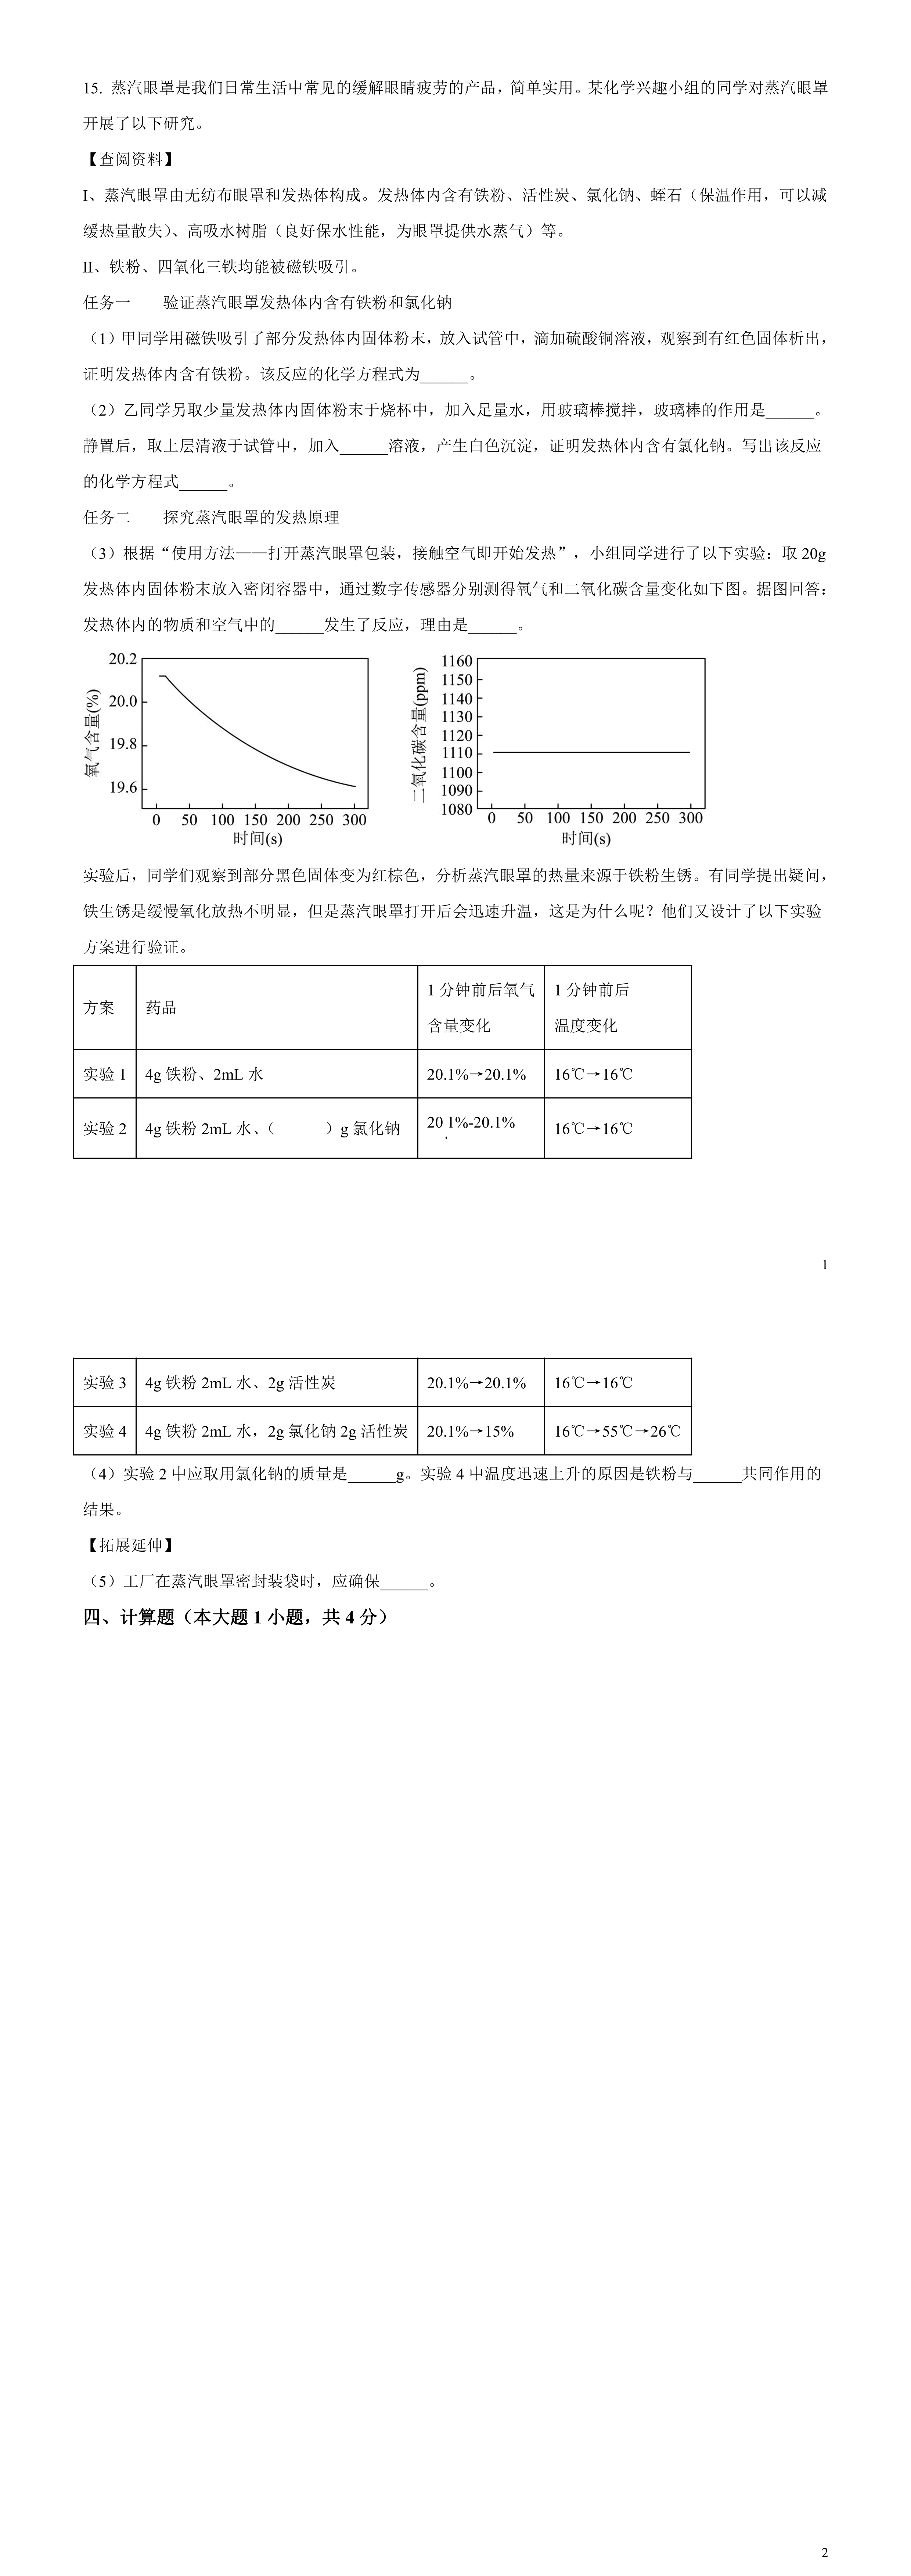 15. 蒸汽眼罩是我们日常生活中常见的缓解眼睛疲劳的产品，简单实用。某化学兴趣小组的同学对蒸汽眼罩
开展了以下研究。
【查阅资料】
I、蒸汽眼罩由无纺布眼罩和发热体构成。发热体内含有铁粉、活性炭、氯化钠、蛭石（保温作用，可以减
缓热量散失）、高吸水树脂（良好保水性能，为眼罩提供水蒸气）等。
II、铁粉、四氧化三铁均能被磁铁吸引。
任务一　　验证蒸汽眼罩发热体内含有铁粉和氯化钠
（1）甲同学用磁铁吸引了部分发热体内固体粉末，放入试管中，滴加硫酸铜溶液，观察到有红色固体析出，
证明发热体内含有铁粉。该反应的化学方程式为______。
（2）乙同学另取少量发热体内固体粉末于烧杯中，加入足量水，用玻璃棒搅拌，玻璃棒的作用是______。
静置后，取上层清液于试管中，加入______溶液，产生白色沉淀，证明发热体内含有氯化钠。写出该反应
的化学方程式______。
任务二　　探究蒸汽眼罩的发热原理
（3）根据“使用方法——打开蒸汽眼罩包装，接触空气即开始发热”，小组同学进行了以下实验：取 20g
发热体内固体粉末放入密闭容器中，通过数字传感器分别测得氧气和二氧化碳含量变化如下图。据图回答：
发热体内的物质和空气中的______发生了反应，理由是______。
氧气含量(%)
20.2
20.0
19.8
19.6
0 50 100 150 200 250 300
时间(s)
二氧化碳含量(ppm)
1160
1150
1140
1130
1120
1110
1100
1090
1080
0 50 100 150 200 250 300
时间(s)
实验后，同学们观察到部分黑色固体变为红棕色，分析蒸汽眼罩的热量来源于铁粉生锈。有同学提出疑问，
铁生锈是缓慢氧化放热不明显，但是蒸汽眼罩打开后会迅速升温，这是为什么呢？他们又设计了以下实验
方案进行验证。
方案 药品 1 分钟前后氧气 1 分钟前后
含量变化 温度变化
实验 1 4g 铁粉、2mL 水 20.1%→20.1% 16℃→16℃
实验 2 4g 铁粉 2mL 水、（　　　）g 氯化钠 20.1%-20.1% 16℃→16℃
1
实验 3 4g 铁粉 2mL 水、2g 活性炭 20.1%→20.1% 16℃→16℃
实验 4 4g 铁粉 2mL 水，2g 氯化钠 2g 活性炭 20.1%→15% 16℃→55℃→26℃
（4）实验 2 中应取用氯化钠的质量是______g。实验 4 中温度迅速上升的原因是铁粉与______共同作用的
结果。
【拓展延伸】
（5）工厂在蒸汽眼罩密封装袋时，应确保______。
四、计算题（本大题 1 小题，共 4 分）
2